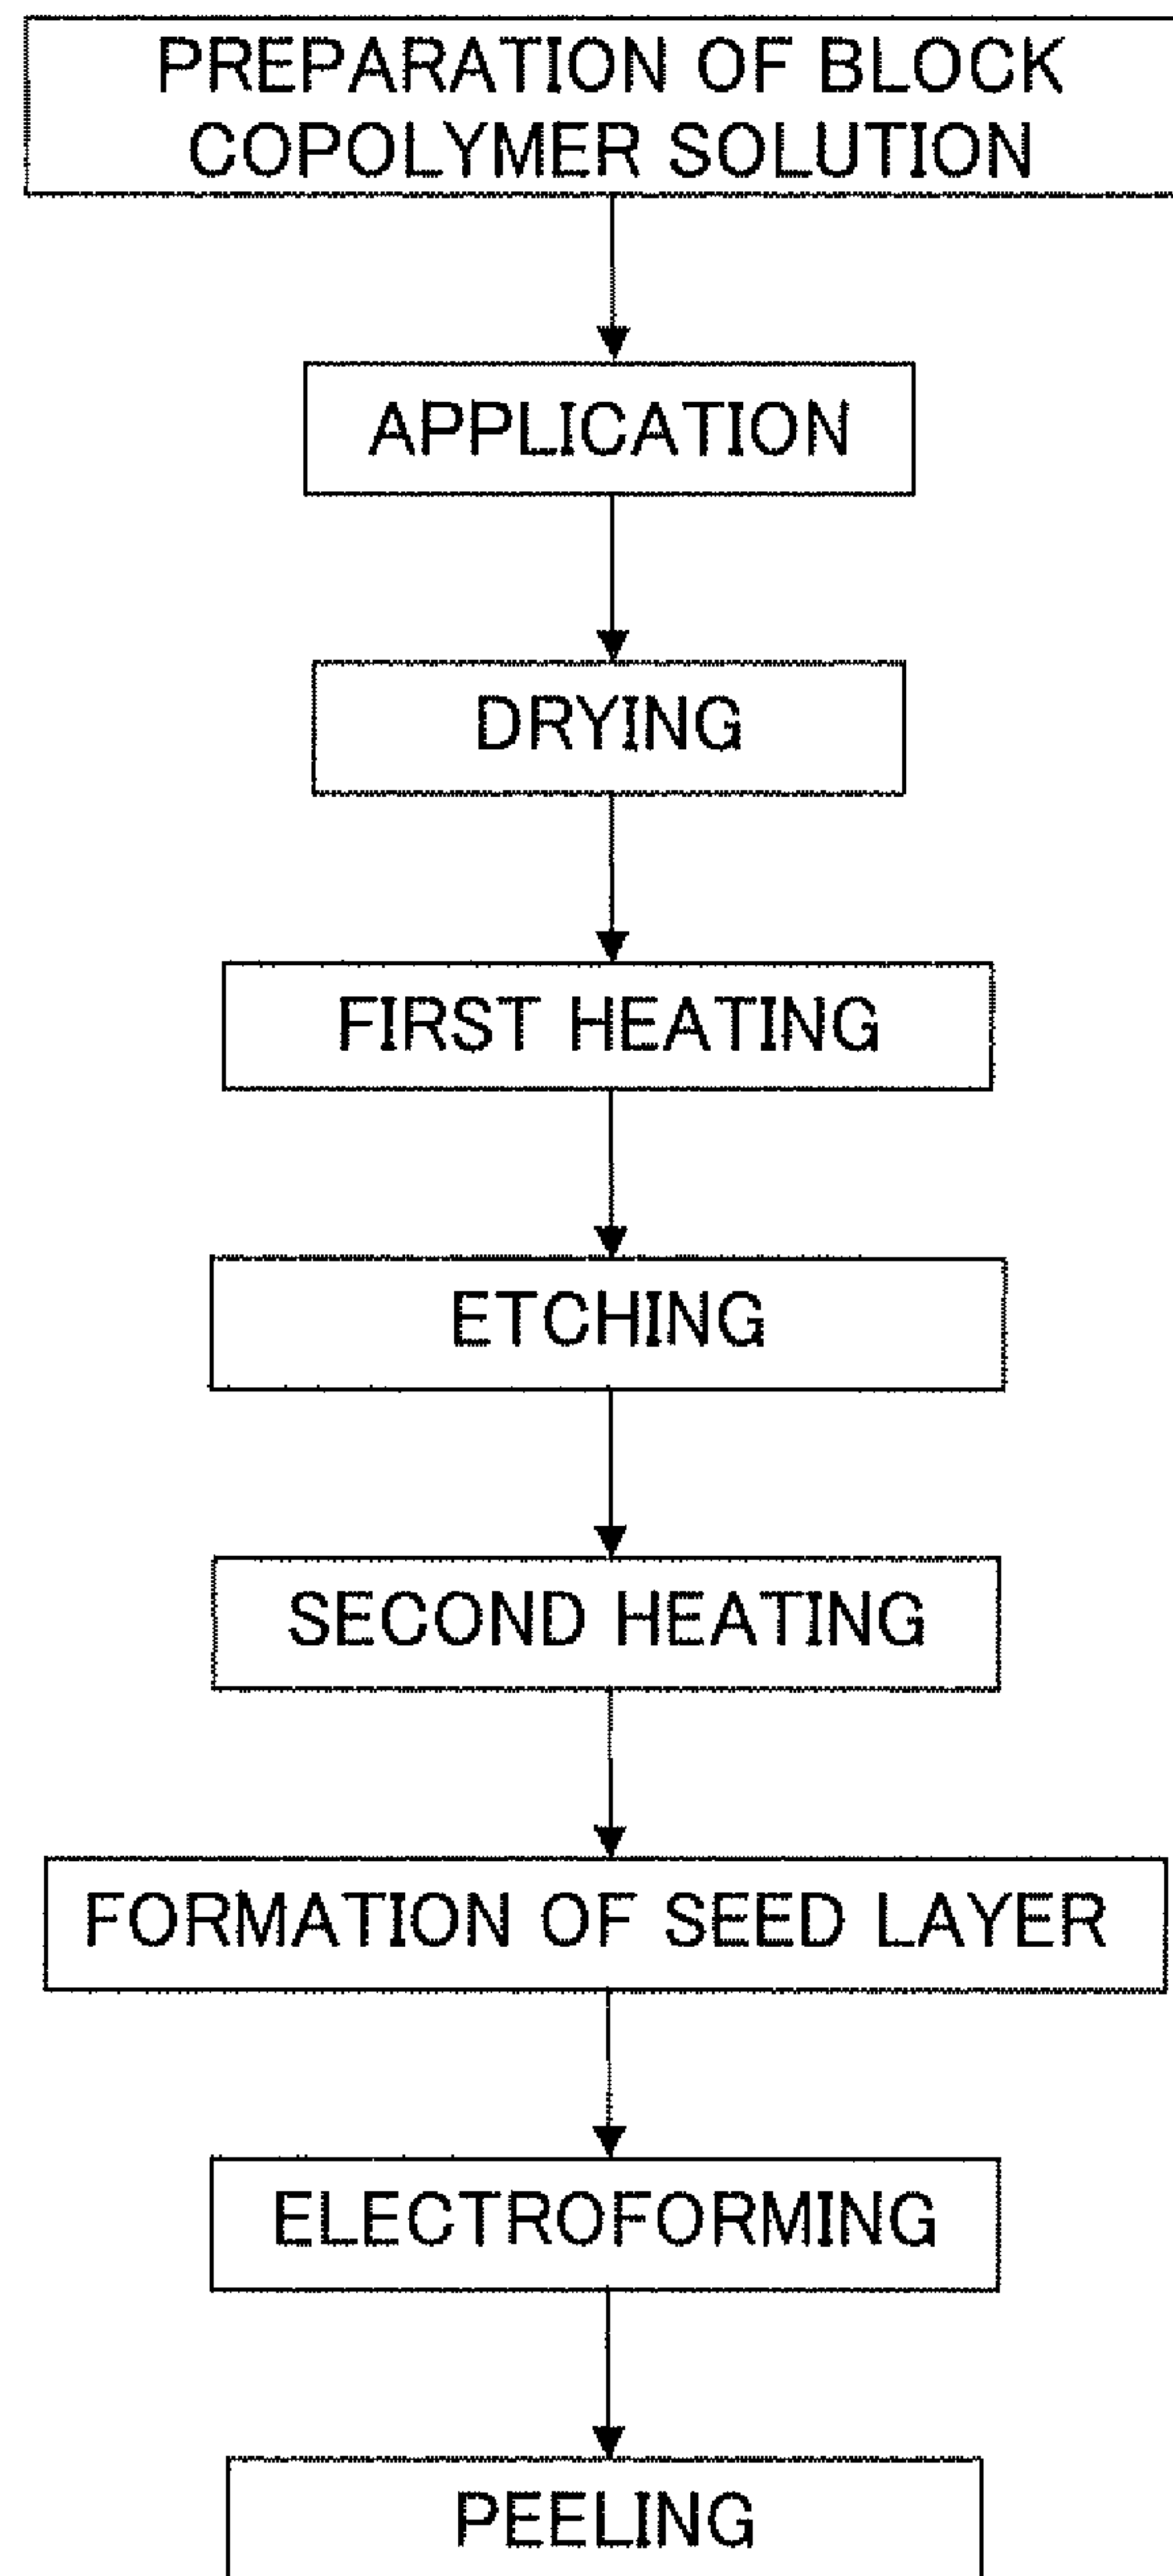 PREPARATION OF BLOCK
COPOLYMER SOLUTION
APPLICATION
DRYING
FIRST HEATING
ETCHING
SECOND HEATING
FORMATION OF SEED LAYER
ELECTROFORMING
PEELING